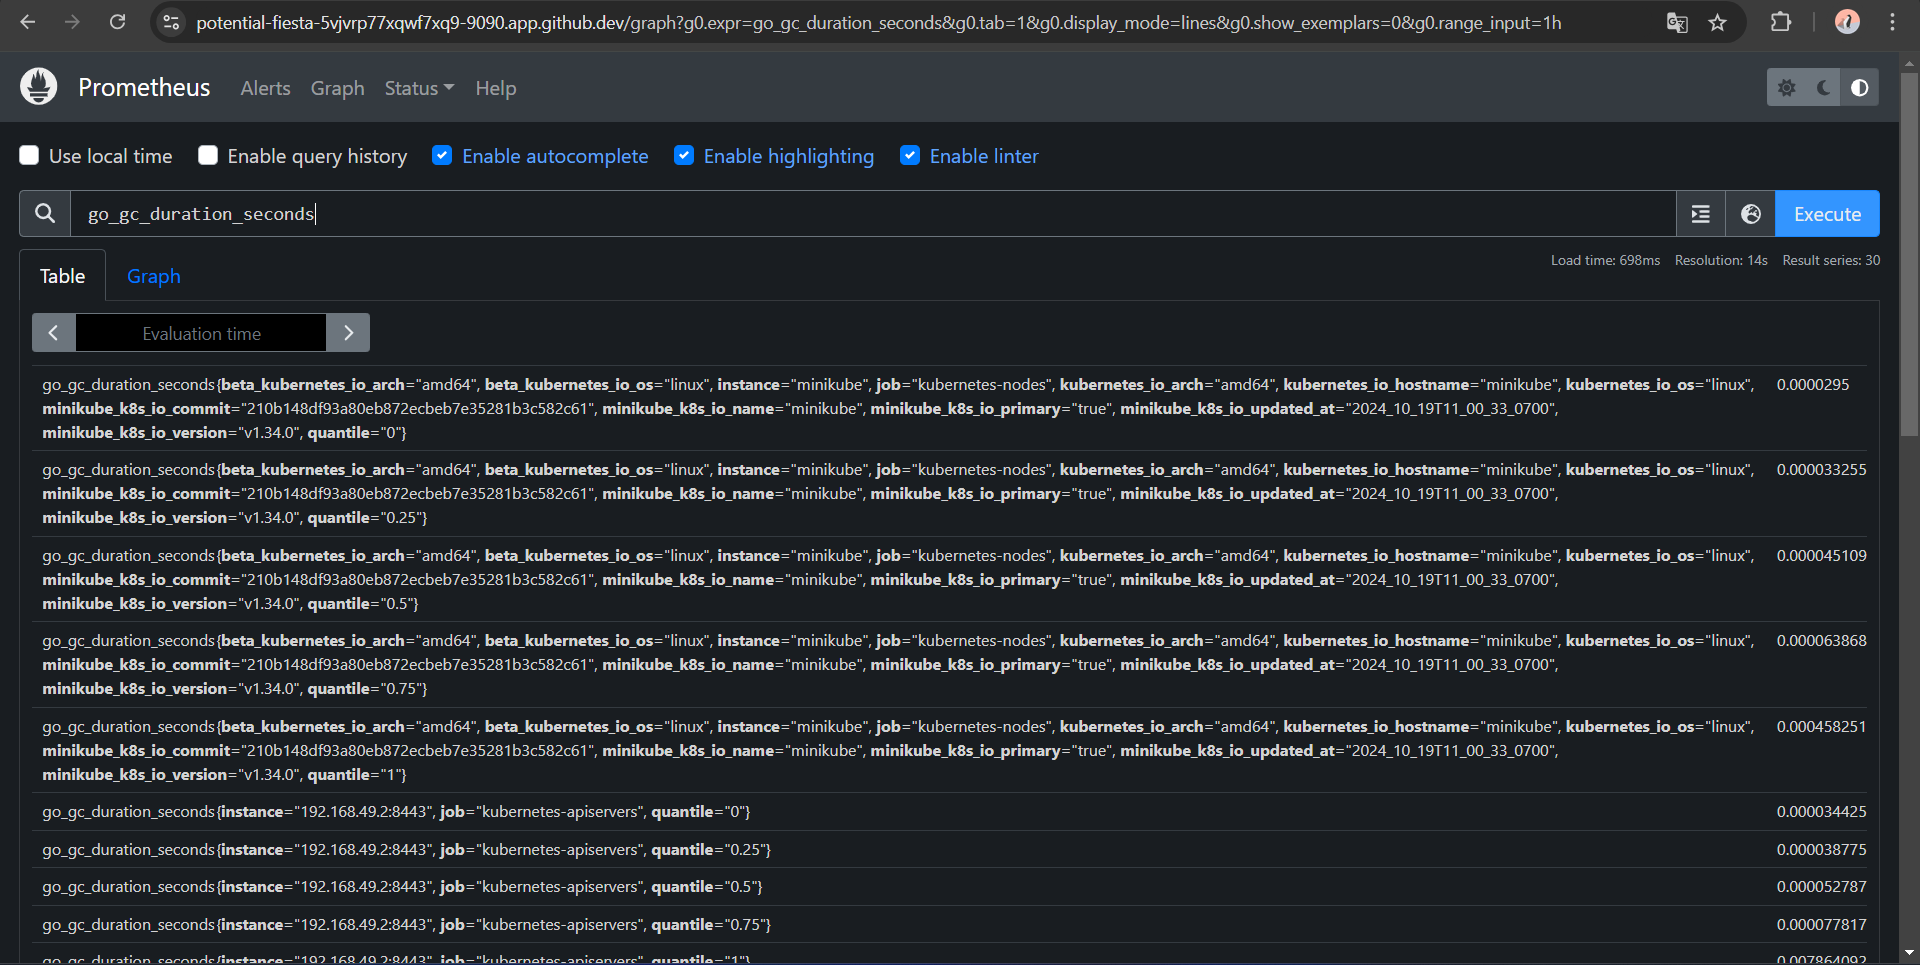 potential-fiesta-5vjvrp77xqwf7xq9-9090.app.github.dev/graph?g0.expr=go_gc_duration_seconds&g0.tab=1&g0.display_mode=lines&g0.show_exemplars=0&g0.range_input=1h
Prometheus Alerts Graph Status Help
Use local time Enable query history Enable autocomplete Enable highlighting Enable linter
go_gc_duration_seconds Execute
Table Graph Load time: 698ms Resolution: 14s Result series: 30
Evaluation time
go_gc_duration_seconds{beta_kubernetes_io_arch="amd64", beta_kubernetes_io_os="linux", instance="minikube", job="kubernetes-nodes", kubernetes_io_arch="amd64", kubernetes_io_hostname="minikube", kubernetes_io_os="linux", 0.0000295
minikube_k8s_io_commit="210b148df93a80eb872ecbeb7e35281b3c582c61", minikube_k8s_io_name="minikube", minikube_k8s_io_primary="true", minikube_k8s_io_updated_at="2024_10_19T11_00_33_0700",
minikube_k8s_io_version="v1.34.0", quantile="0"}
go_gc_duration_seconds{beta_kubernetes_io_arch="amd64", beta_kubernetes_io_os="linux", instance="minikube", job="kubernetes-nodes", kubernetes_io_arch="amd64", kubernetes_io_hostname="minikube", kubernetes_io_os="linux", 0.000033255
minikube_k8s_io_commit="210b148df93a80eb872ecbeb7e35281b3c582c61", minikube_k8s_io_name="minikube", minikube_k8s_io_primary="true", minikube_k8s_io_updated_at="2024_10_19T11_00_33_0700",
minikube_k8s_io_version="v1.34.0", quantile="0.25"}
go_gc_duration_seconds{beta_kubernetes_io_arch="amd64", beta_kubernetes_io_os="linux", instance="minikube", job="kubernetes-nodes", kubernetes_io_arch="amd64", kubernetes_io_hostname="minikube", kubernetes_io_os="linux", 0.000045109
minikube_k8s_io_commit="210b148df93a80eb872ecbeb7e35281b3c582c61", minikube_k8s_io_name="minikube", minikube_k8s_io_primary="true", minikube_k8s_io_updated_at="2024_10_19T11_00_33_0700",
minikube_k8s_io_version="v1.34.0", quantile="0.5"}
go_gc_duration_seconds{beta_kubernetes_io_arch="amd64", beta_kubernetes_io_os="linux", instance="minikube", job="kubernetes-nodes", kubernetes_io_arch="amd64", kubernetes_io_hostname="minikube", kubernetes_io_os="linux", 0.000063868
minikube_k8s_io_commit="210b148df93a80eb872ecbeb7e35281b3c582c61", minikube_k8s_io_name="minikube", minikube_k8s_io_primary="true", minikube_k8s_io_updated_at="2024_10_19T11_00_33_0700",
minikube_k8s_io_version="v1.34.0", quantile="0.75"}
go_gc_duration_seconds{beta_kubernetes_io_arch="amd64", beta_kubernetes_io_os="linux", instance="minikube", job="kubernetes-nodes", kubernetes_io_arch="amd64", kubernetes_io_hostname="minikube", kubernetes_io_os="linux", 0.000458251
minikube_k8s_io_commit="210b148df93a80eb872ecbeb7e35281b3c582c61", minikube_k8s_io_name="minikube", minikube_k8s_io_primary="true", minikube_k8s_io_updated_at="2024_10_19T11_00_33_0700",
minikube_k8s_io_version="v1.34.0", quantile="1"}
go_gc_duration_seconds{instance="192.168.49.2:8443", job="kubernetes-apiservers", quantile="0"} 0.000034425
go_gc_duration_seconds{instance="192.168.49.2:8443", job="kubernetes-apiservers", quantile="0.25"} 0.000038775
go_gc_duration_seconds{instance="192.168.49.2:8443", job="kubernetes-apiservers", quantile="0.5"} 0.000052787
go_gc_duration_seconds{instance="192.168.49.2:8443", job="kubernetes-apiservers", quantile="0.75"} 0.000077817
go_gc_duration_seconds{instance="192.168.49.2:8443", job="kubernetes-apiservers", quantile="1"} 0.007864092